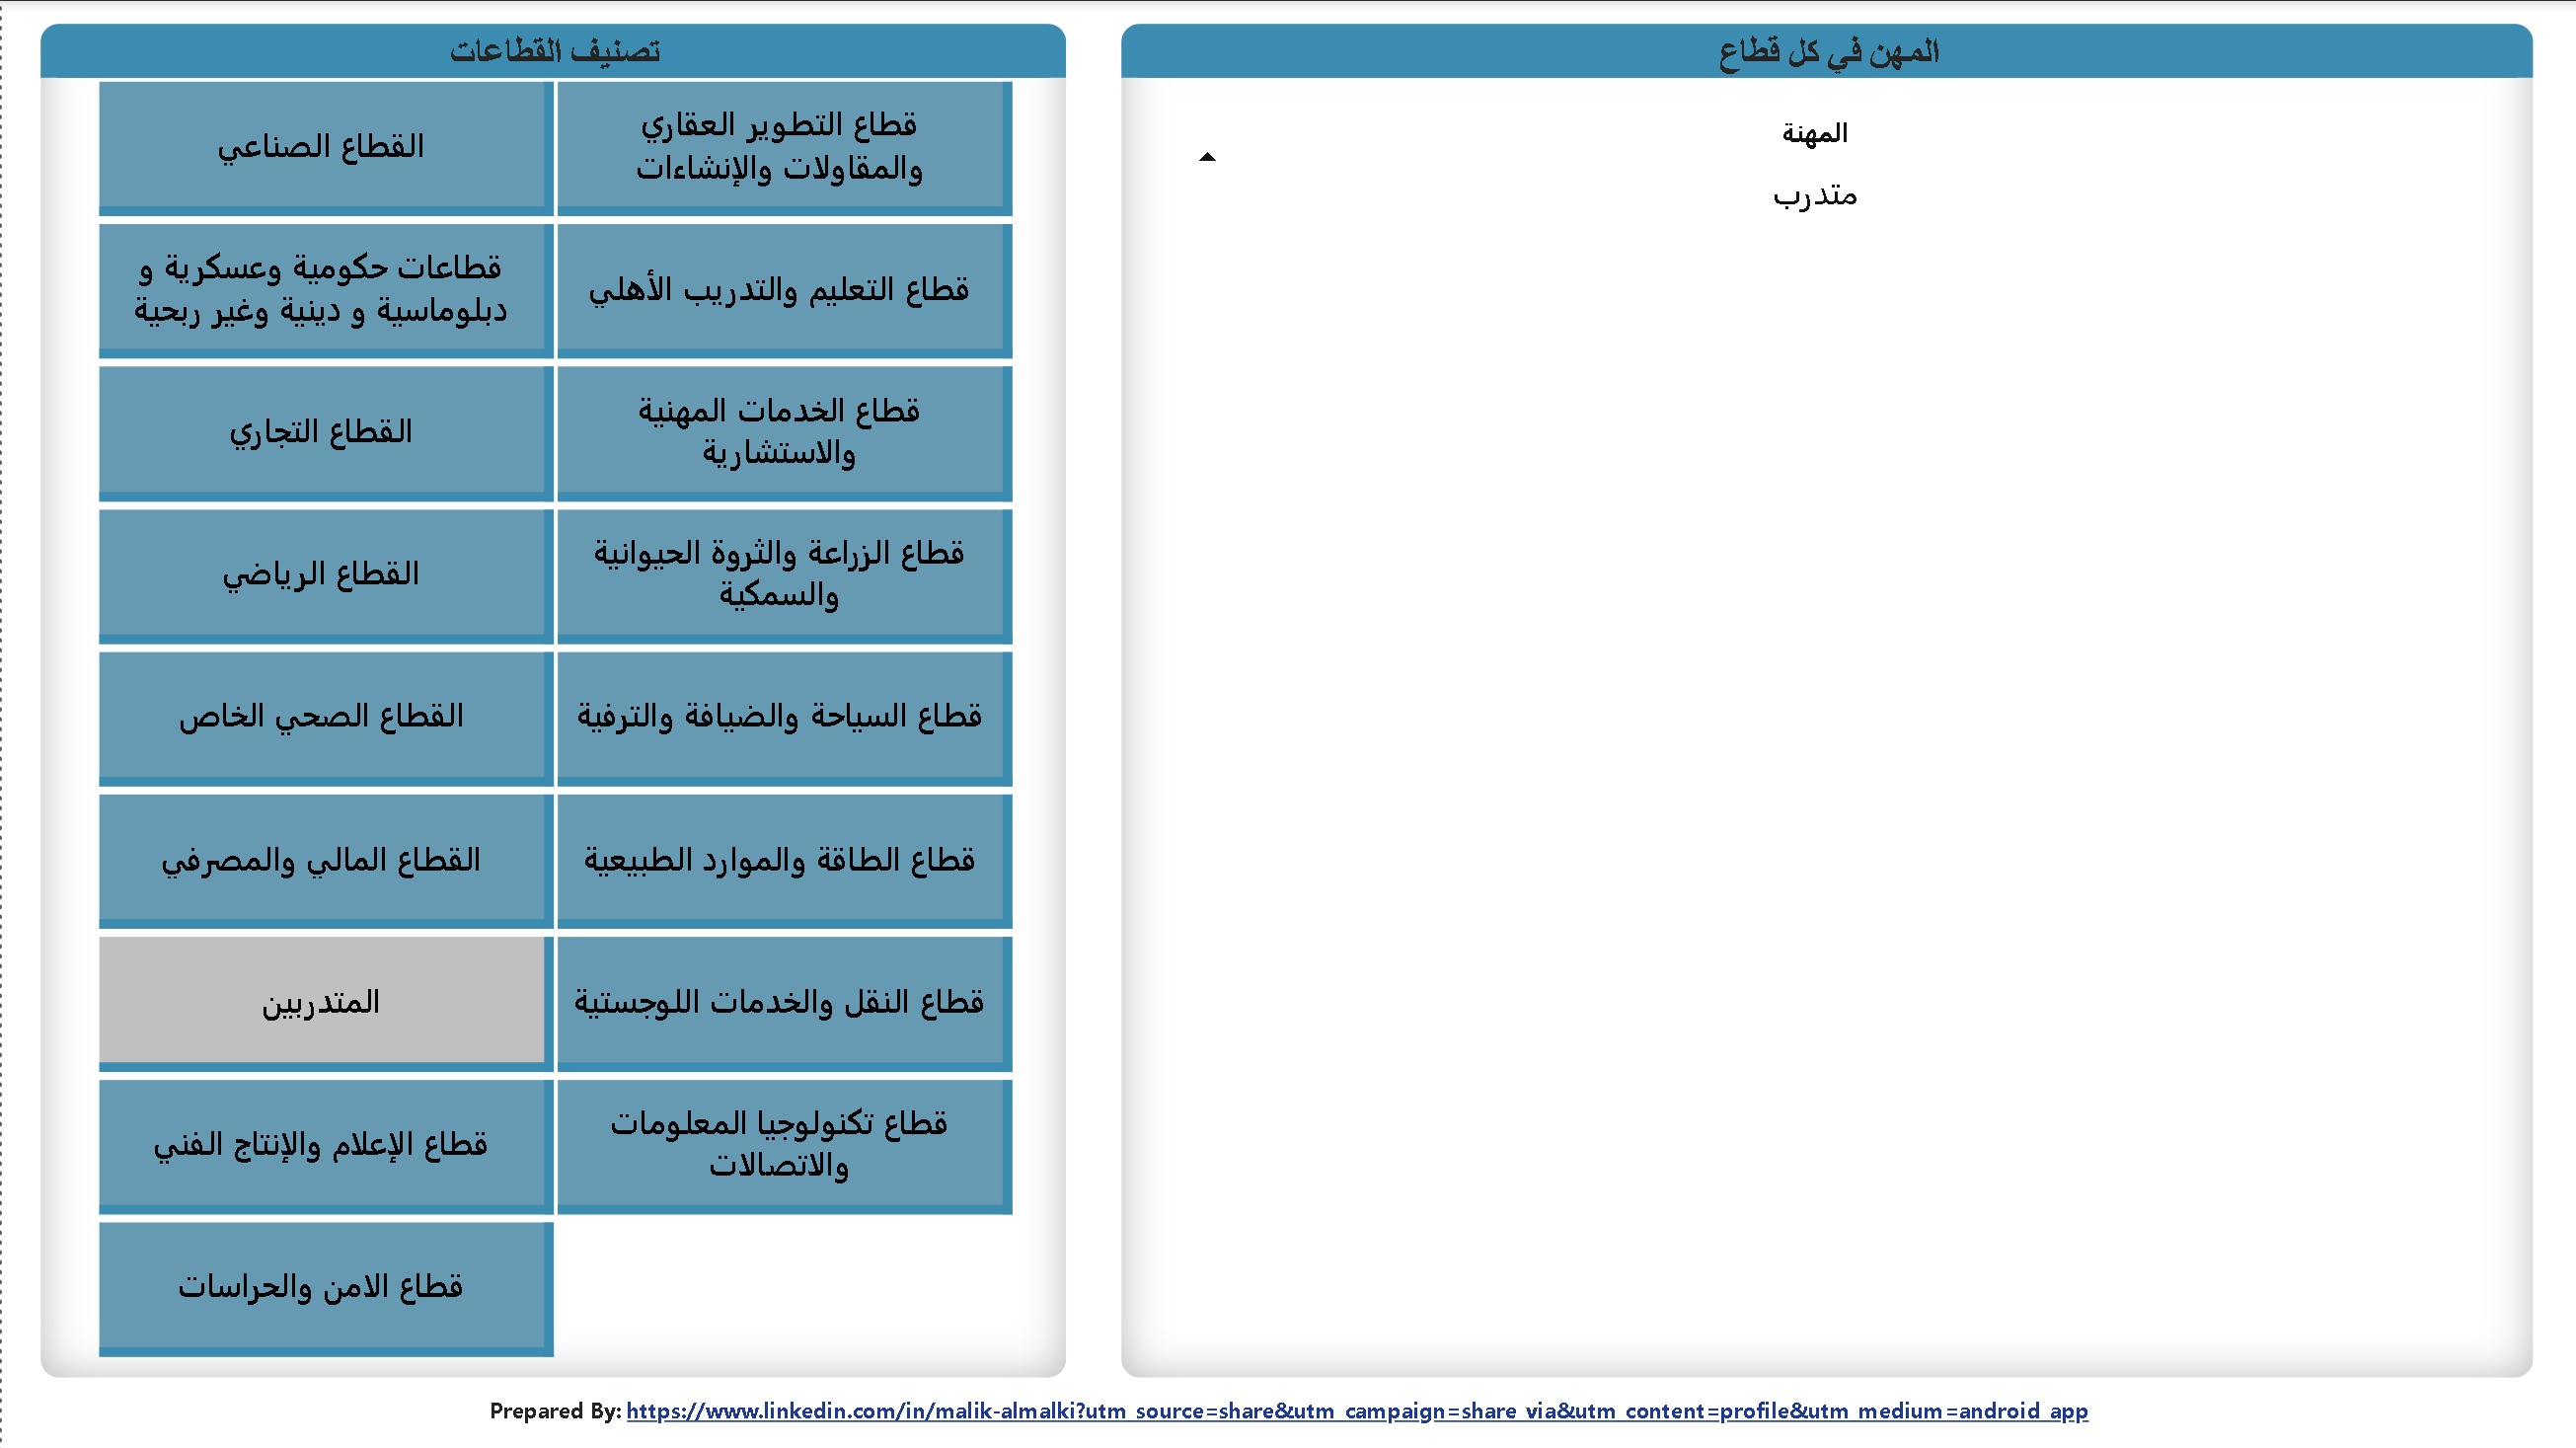 تصنيف القطاعات
قطاع التطوير العقاري
والمقاولات والإنشاءات
القطاع الصناعي
قطاع التعليم والتدريب الأهلي
قطاعات حكومية وعسكرية و
دبلوماسية و دينية وغير ربحية
قطاع الخدمات المهنية
والاستشارية
القطاع التجاري
قطاع الزراعة والثروة الحيوانية
والسمكية
القطاع الرياضي
قطاع السياحة والضيافة والترفية
القطاع الصحي الخاص
قطاع الطاقة والموارد الطبيعية
القطاع المالي والمصرفي
قطاع النقل والخدمات اللوجستية
المتدربين
قطاع تكنولوجيا المعلومات
والاتصالات
قطاع الإعلام والإنتاج الفني
قطاع الامن والحراسات
المهن في كل قطاع
المهنة
متدرب
Prepared By: https://www.linkedin.com/in/malik-almalki?utm_source=share&utm_campaign=share_via&utm_content=profile&utm_medium=android_app